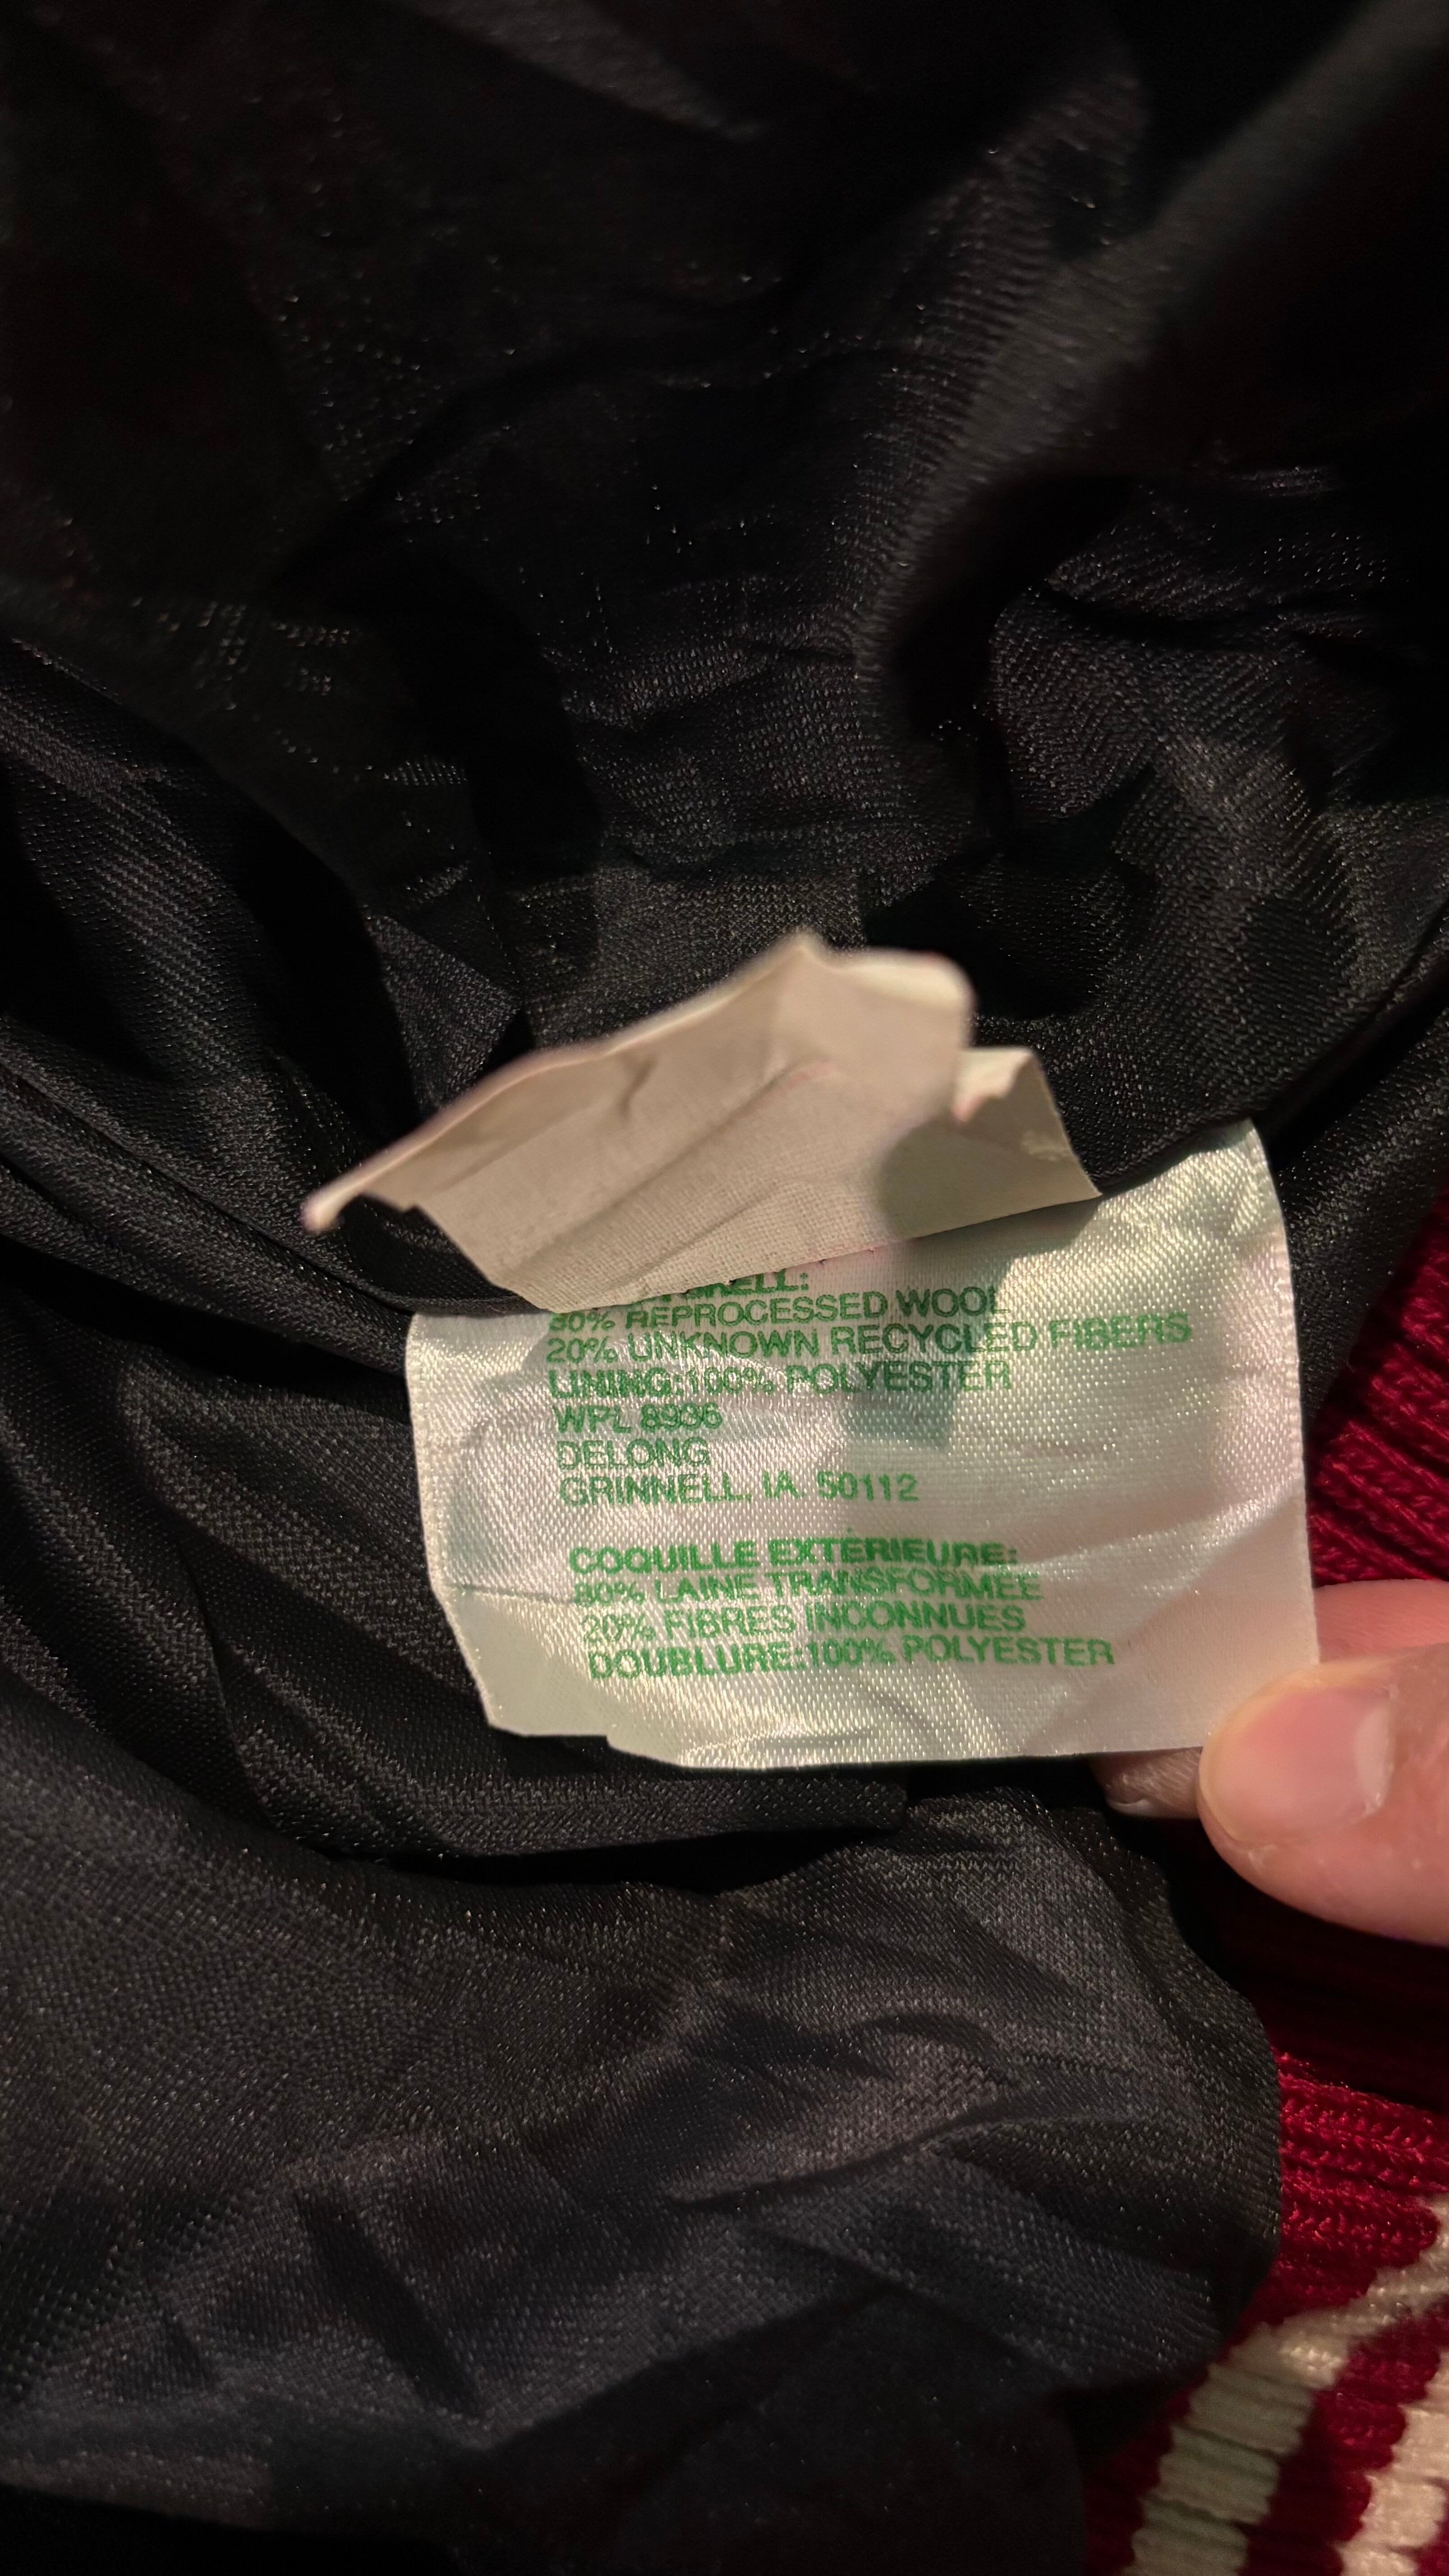 SHELL:
80% REPROCESSED WOOL
20% UNKNOWN RECYCLED FIBERS
LINING:100% POLYESTER
WPL 8936
DELONG
GRINNELL, IA. 50112
COQUILLE EXTERIEURE:
80% LAINE TRANSFORMEE
20% FIBRES INCONNUES
DOUBLURE:100% POLYESTER